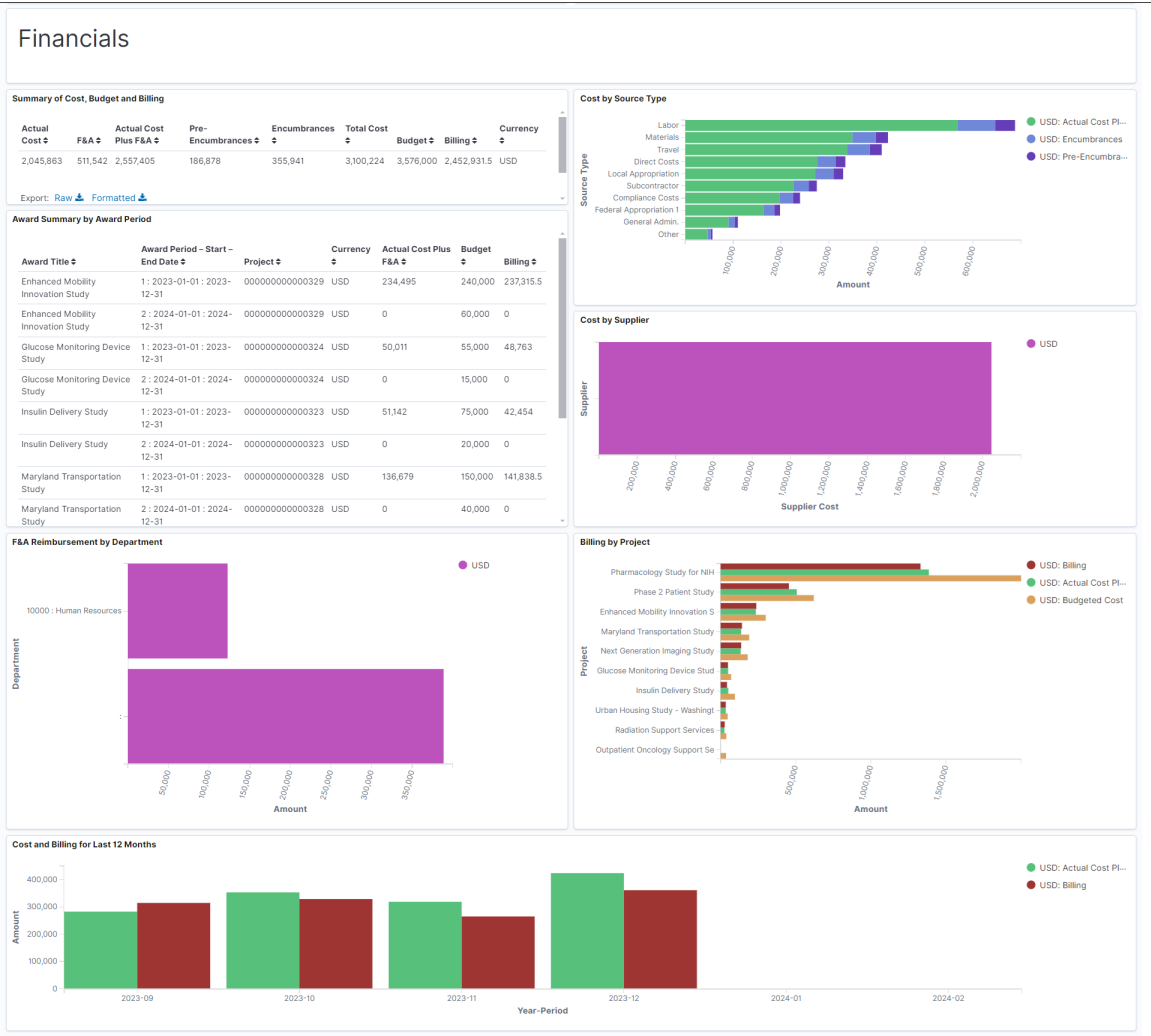 Financials
Summary of Cost, Budget and Billing
Actual Cost F&A Actual Cost Plus F&A Pre-Encumbrances Encumbrances Total Cost Budget Billing Currency
2,045,863 511,542 2,557,405 186,878 355,941 3,100,224 3,576,000 2,452,931.5 USD
Export: Raw Formatted
Cost by Source Type
Source Type
Labor
Materials
Travel
Direct Costs
Local Appropriation
Subcontractor
Compliance Costs
Federal Appropriation 1
General Admin.
Other
100,000 200,000 300,000 400,000 500,000 600,000
Amount
USD: Actual Cost Pl...
USD: Encumbrances
USD: Pre-Encumbra...
Award Summary by Award Period
Award Title Award Period – Start – End Date Project Currency Actual Cost Plus F&A Budget Billing
Enhanced Mobility 1 : 2023-01-01 : 2023- 000000000000329 USD 234,495 240,000 237,315.5
Innovation Study 12-31
Enhanced Mobility 2 : 2024-01-01 : 2024- 000000000000329 USD 0 60,000 0
Innovation Study 12-31
Glucose Monitoring Device 1 : 2023-01-01 : 2023- 000000000000324 USD 50,011 55,000 48,763
Study 12-31
Glucose Monitoring Device 2 : 2024-01-01 : 2024- 000000000000324 USD 0 15,000 0
Study 12-31
Insulin Delivery Study 1 : 2023-01-01 : 2023- 000000000000323 USD 51,142 75,000 42,454
12-31
Insulin Delivery Study 2 : 2024-01-01 : 2024- 000000000000323 USD 0 20,000 0
12-31
Maryland Transportation 1 : 2023-01-01 : 2023- 000000000000328 USD 136,679 150,000 141,838.5
Study 12-31
Maryland Transportation 2 : 2024-01-01 : 2024- 000000000000328 USD 0 40,000 0
Study 12-31
Cost by Supplier
Supplier
200,000 400,000 600,000 800,000 1,000,000 1,200,000 1,400,000 1,600,000 1,800,000 2,000,000
Supplier Cost
USD
F&A Reimbursement by Department
Department
10000 : Human Resources
:
50,000 100,000 150,000 200,000 250,000 300,000 350,000
Amount
USD
Billing by Project
Project
Pharmacology Study for NIH
Phase 2 Patient Study
Enhanced Mobility Innovation S
Maryland Transportation Study
Next Generation Imaging Study
Glucose Monitoring Device Stud
Insulin Delivery Study
Urban Housing Study - Washingt
Radiation Support Services
Outpatient Oncology Support Se
500,000 1,000,000 1,500,000
Amount
USD: Billing
USD: Actual Cost Pl...
USD: Budgeted Cost
Cost and Billing for Last 12 Months
Amount
400,000
300,000
200,000
100,000
0
2023-09 2023-10 2023-11 2023-12 2024-01 2024-02
Year-Period
USD: Actual Cost Pl...
USD: Billing